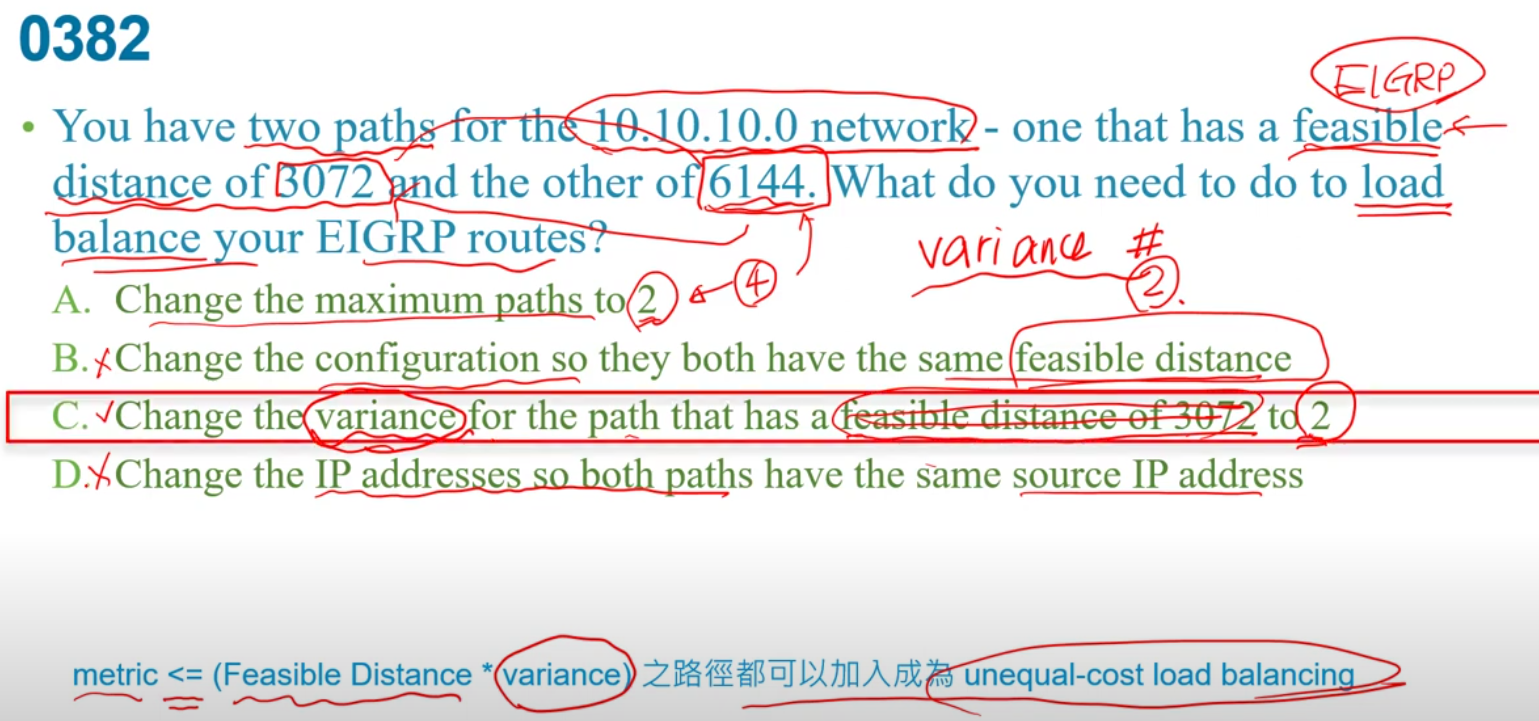 0382
EIGRP
• You have two paths for the 10.10.10.0 network - one that has a feasible
distance of 3072 and the other of 6144. What do you need to do to load
balance your EIGRP routes?
variance #
2.
A. Change the maximum paths to 2
4
B. Change the configuration so they both have the same feasible distance
C. Change the variance for the path that has a feasible distance of 3072 to 2
D. Change the IP addresses so both paths have the same source IP address
metric <= (Feasible Distance * variance) 之路徑都可以加入成為 unequal-cost load balancing